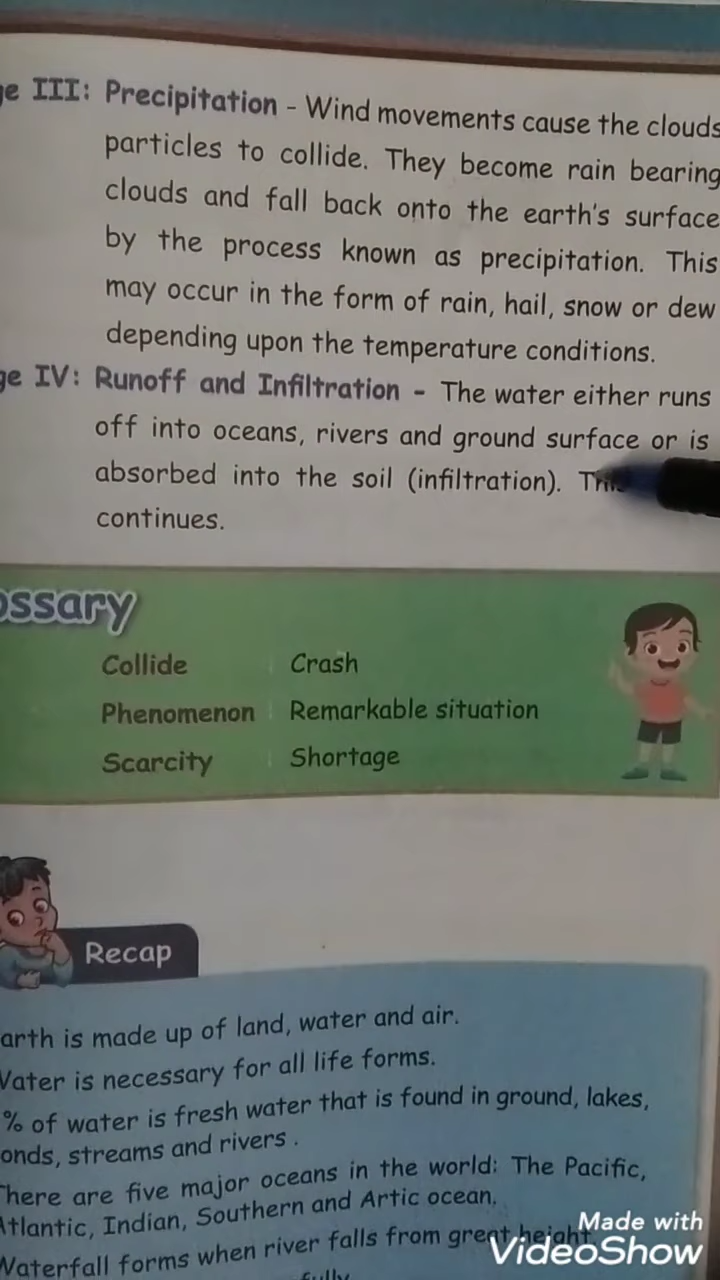 ge III: Precipitation - Wind movements cause the clouds
particles to collide. They become rain bearing
clouds and fall back onto the earth's surface
by the process known as precipitation. This
may occur in the form of rain, hail, snow or dew
depending upon the temperature conditions.
ge IV: Runoff and Infiltration - The water either runs
off into oceans, rivers and ground surface or is
absorbed into the soil (infiltration).
continues.
ossary
Collide Crash
Phenomenon Remarkable situation
Scarcity Shortage
Recap
arth is made up of land, water and air.
Water is necessary for all life forms.
% of water is fresh water that is found in ground, lakes,
onds, streams and rivers .
There are five major oceans in the world: The Pacific,
Atlantic, Indian, Southern and Artic ocean.
Waterfall forms when river falls from great height.
fully
Made with
VideoShow